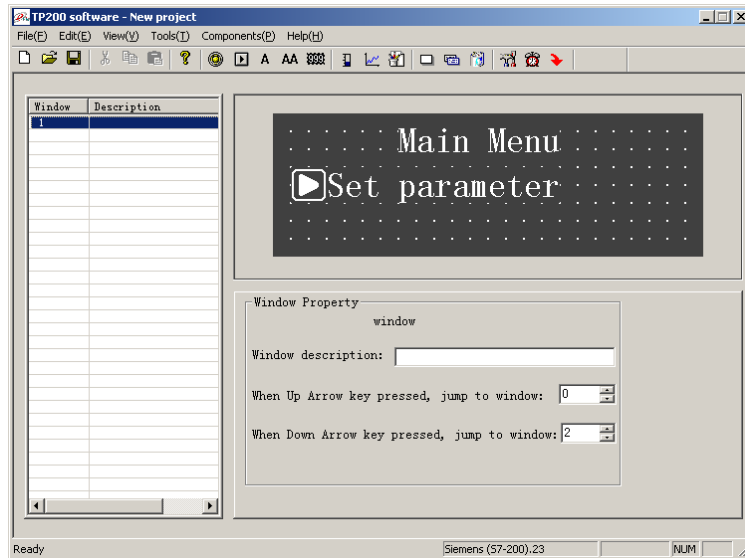 TP200 software - New project
File(F) Edit(E) View(V) Tools(T) Components(P) Help(H)
A AA
Window Description
1
Main Menu
Set parameter
Window Property
window
Window description:
When Up Arrow key pressed, jump to window: 0
When Down Arrow key pressed, jump to window: 2
Ready Siemens (S7-200).23 NUM